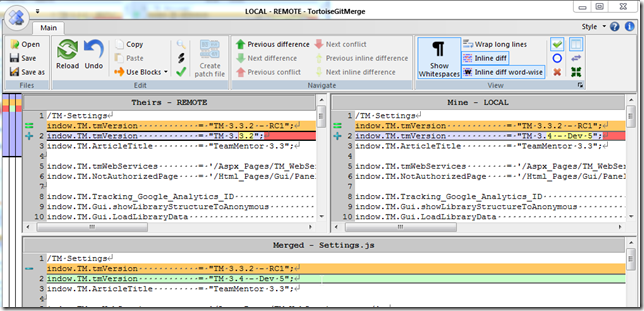 LOCAL - REMOTE - TortoiseGitMerge
Main
Style
Open
Save
Save as
Files
Reload
Undo
Copy
Paste
Use Blocks
Edit
Create patch file
Previous difference
Next difference
Previous conflict
Next conflict
Previous inline difference
Next inline difference
Navigate
Show Whitespaces
Wrap long lines
Inline diff
Inline diff word-wise
View
Theirs - REMOTE
/TM·Settings
1 indow.TM.tmVersion = "TM·3.3.2·-·RC1";
2 indow.TM.tmVersion = "TM·3.3.2";
3 indow.TM.ArticleTitle = "TeamMentor·3.3";
4
5 indow.TM.tmWebServices = '/Aspx_Pages/TM_WebSe
6 indow.TM.NotAuthorizedPage = '/Html_Pages/Gui/Pane
7
8 indow.TM.Tracking_Google_Analytics_ID
9 indow.TM.Gui.showLibraryStructureToAnonymous
10 indow.TM.Gui.LoadLibraryData
Mine - LOCAL
/TM·Settings
1 indow.TM.tmVersion = "TM·3.3.2·-·RC1";
2 indow.TM.tmVersion = "TM·3.4·-·Dev·5";
3 indow.TM.ArticleTitle = "TeamMentor·3.3";
4
5 indow.TM.tmWebServices = '/Aspx_Pages/TM_WebS
6 indow.TM.NotAuthorizedPage = '/Html_Pages/Gui/Pan
7
8 indow.TM.Tracking_Google_Analytics_ID
9 indow.TM.Gui.showLibraryStructureToAnonymous
10 indow.TM.Gui.LoadLibraryData
Merged - Settings.js
1 /TM·Settings
indow.TM.tmVersion = "TM·3.3.2·-·RC1";
2 indow.TM.tmVersion = "TM·3.4·-·Dev·5";
3 indow.TM.ArticleTitle = "TeamMentor·3.3";
4